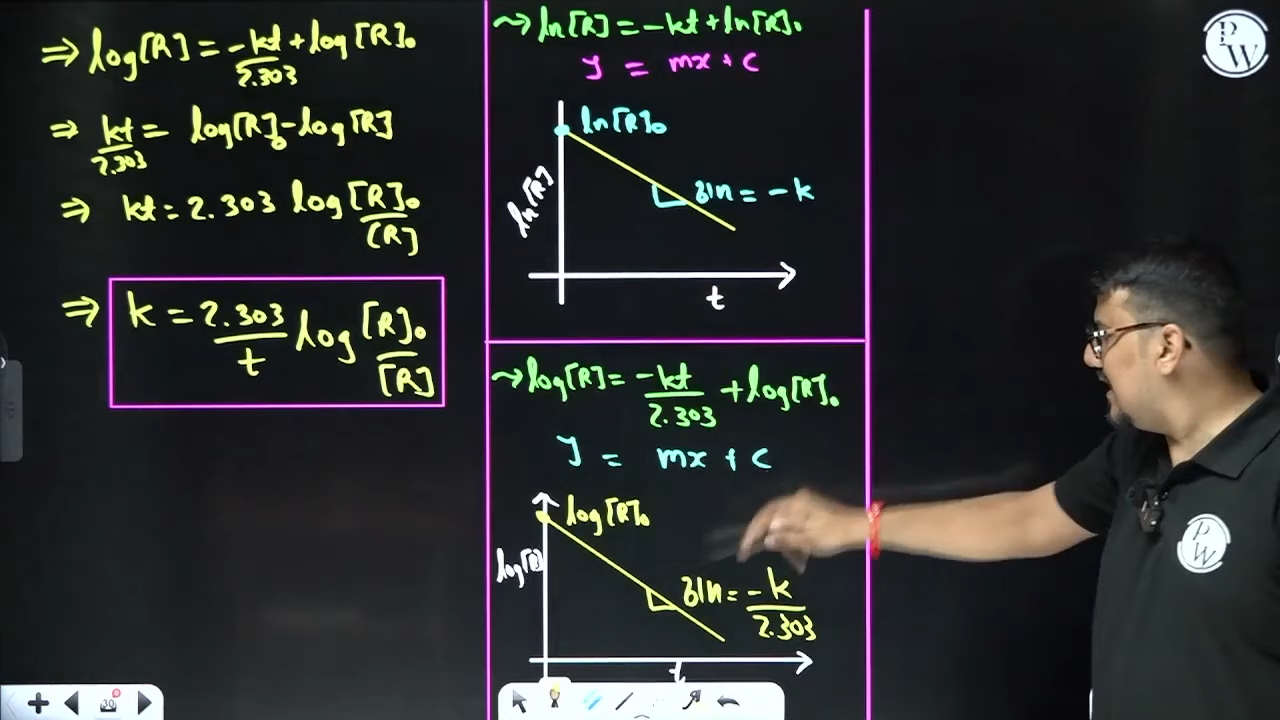 ⇒ log[R] = -kt/2.303 + log[R]₀
⇒ kt/2.303 = log[R]₀ - log[R]
⇒ kt = 2.303 log [R]₀/[R]
⇒ k = 2.303/t log [R]₀/[R]
⇝ ln[R] = -kt + ln[R]₀
y = mx + c
ln[R]₀
ln[R]
= -k
t
⇝ log[R] = -kt/2.303 + log[R]₀
y = mx + c
log[R]₀
log[R]
= -k/2.303
t
PW
PW
30